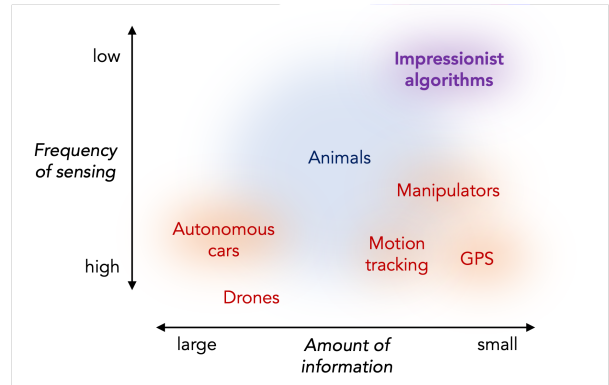 low
Impressionist
algorithms
Frequency
of sensing
Animals
Manipulators
Autonomous
cars
Motion
tracking
GPS
high
Drones
large
Amount of
information
small